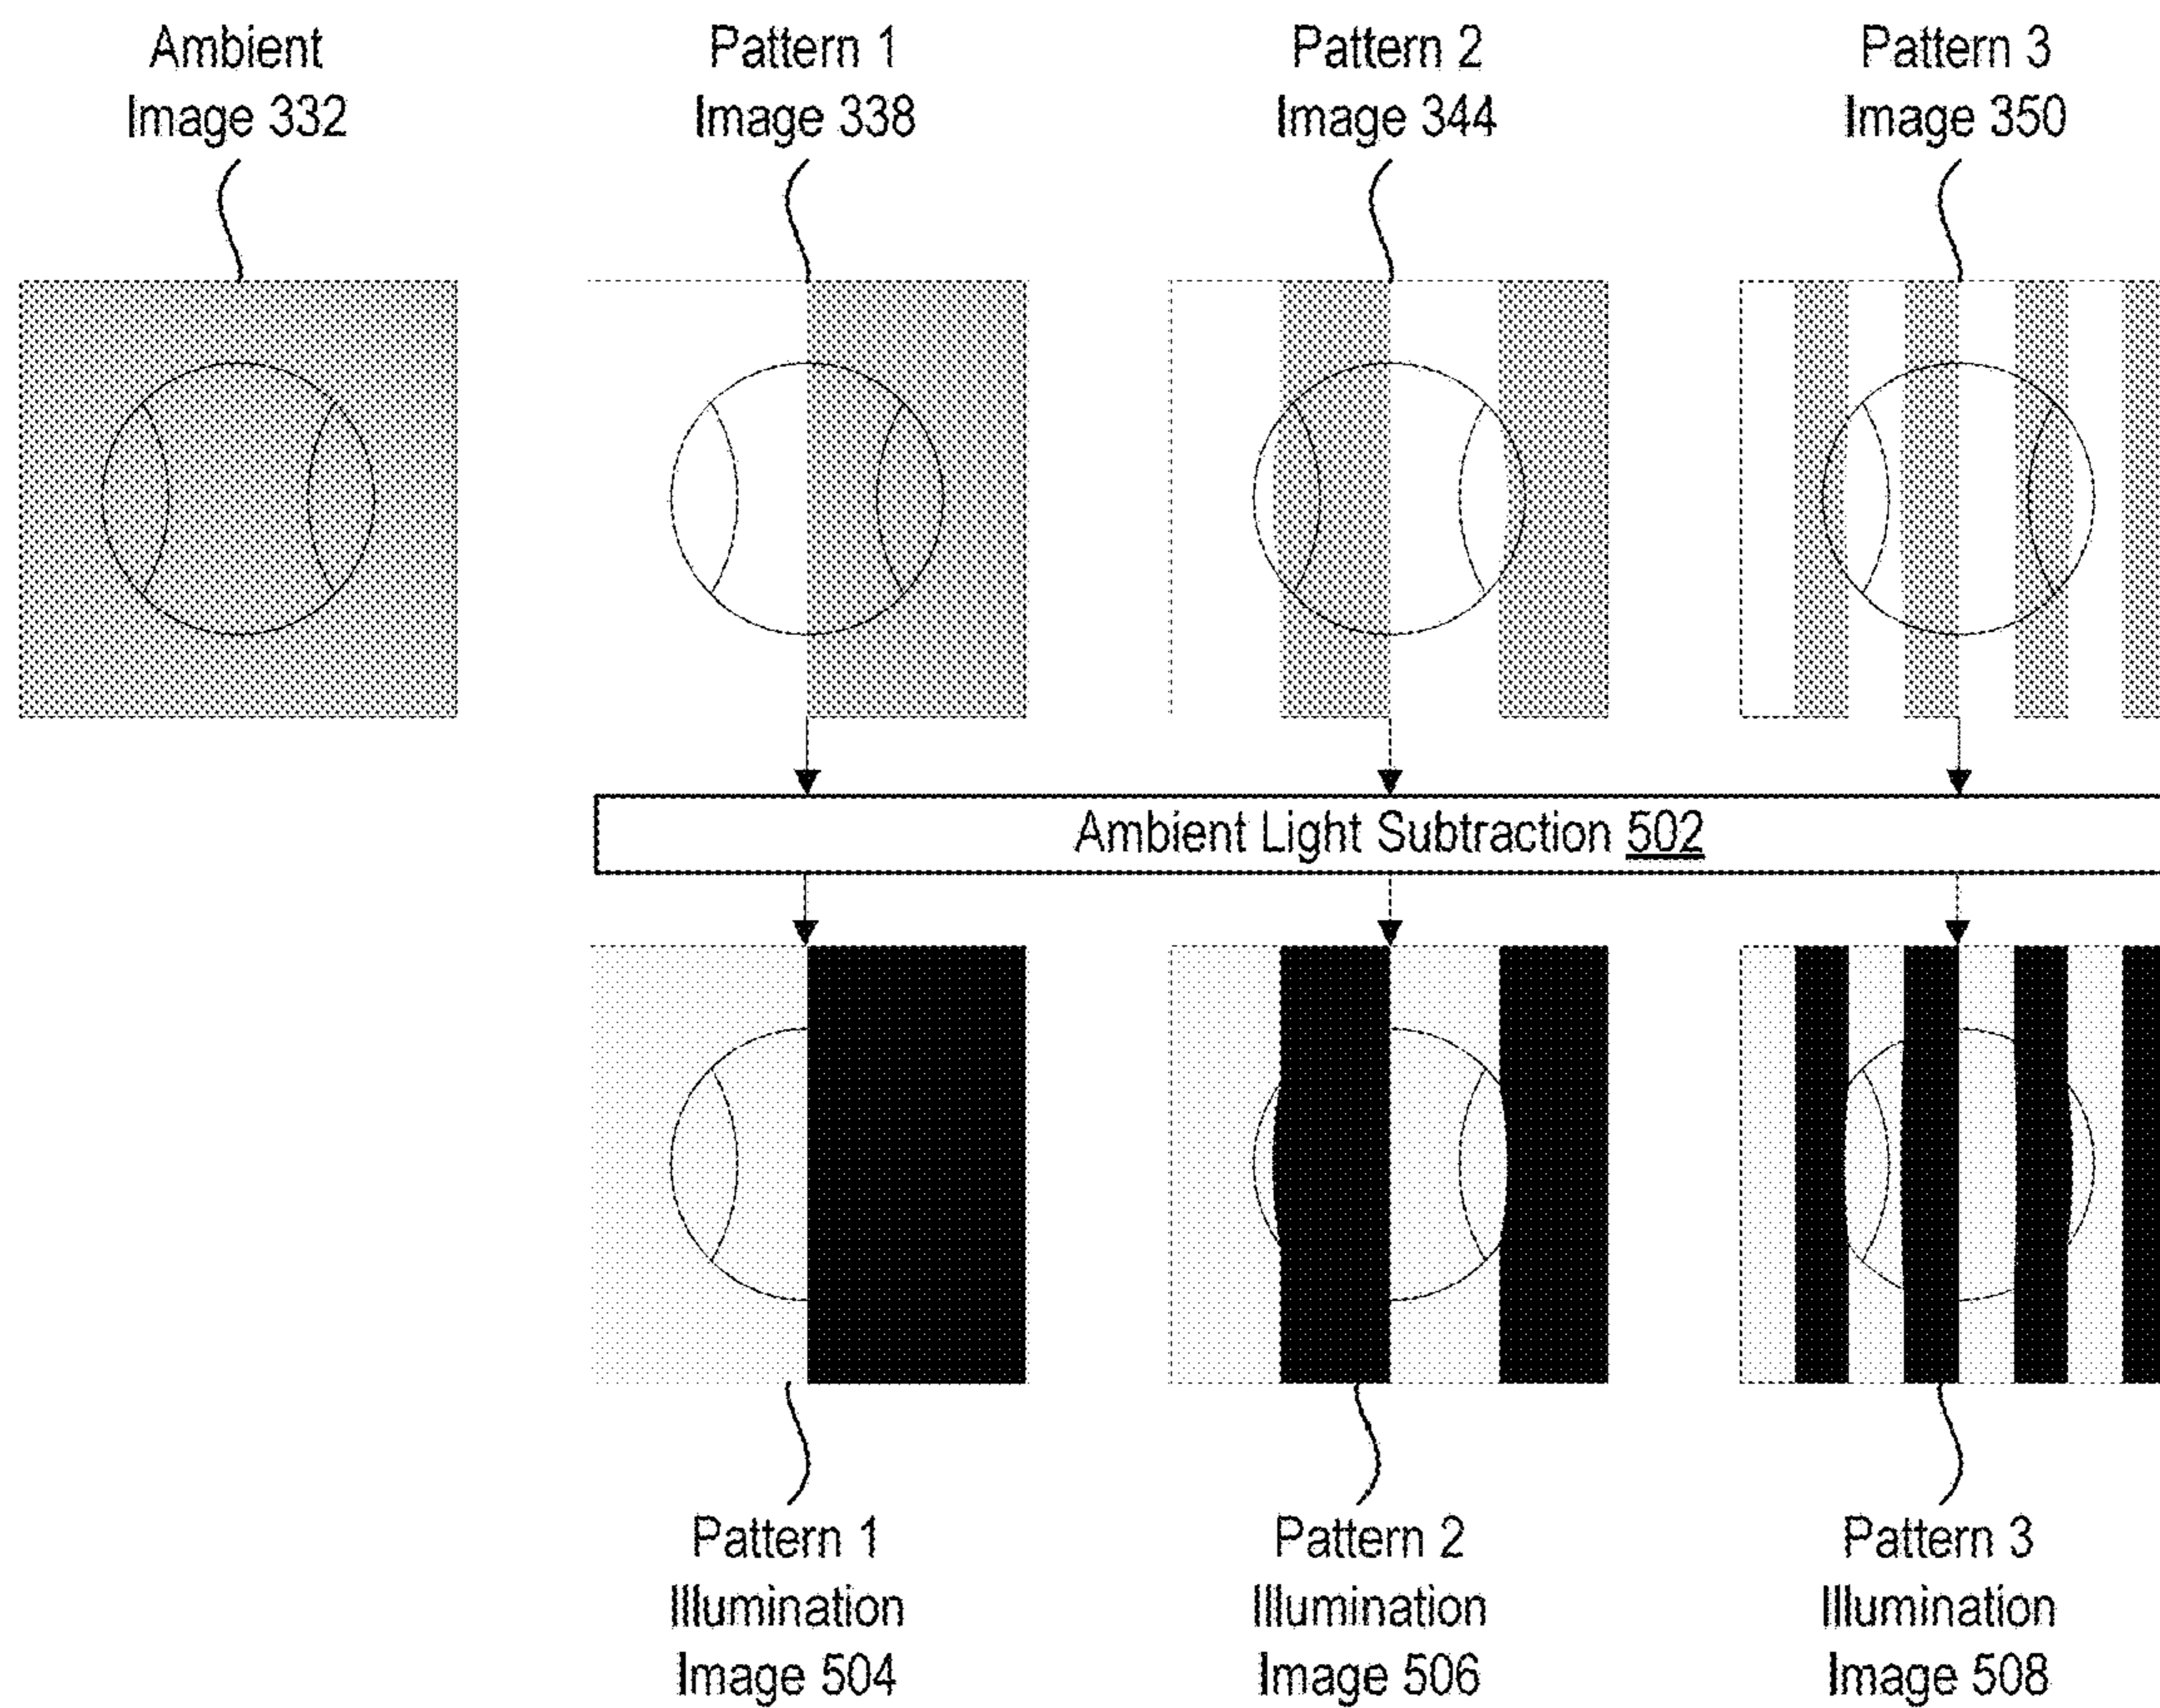 Ambient
Image 332
Pattern 1
Image 338
Pattern 2
Image 344
Pattern 3
Image 350
Ambient Light Subtraction 502
Pattern 1
Illumination
Image 504
Pattern 2
Illumination
Image 506
Pattern 3
Illumination
Image 508